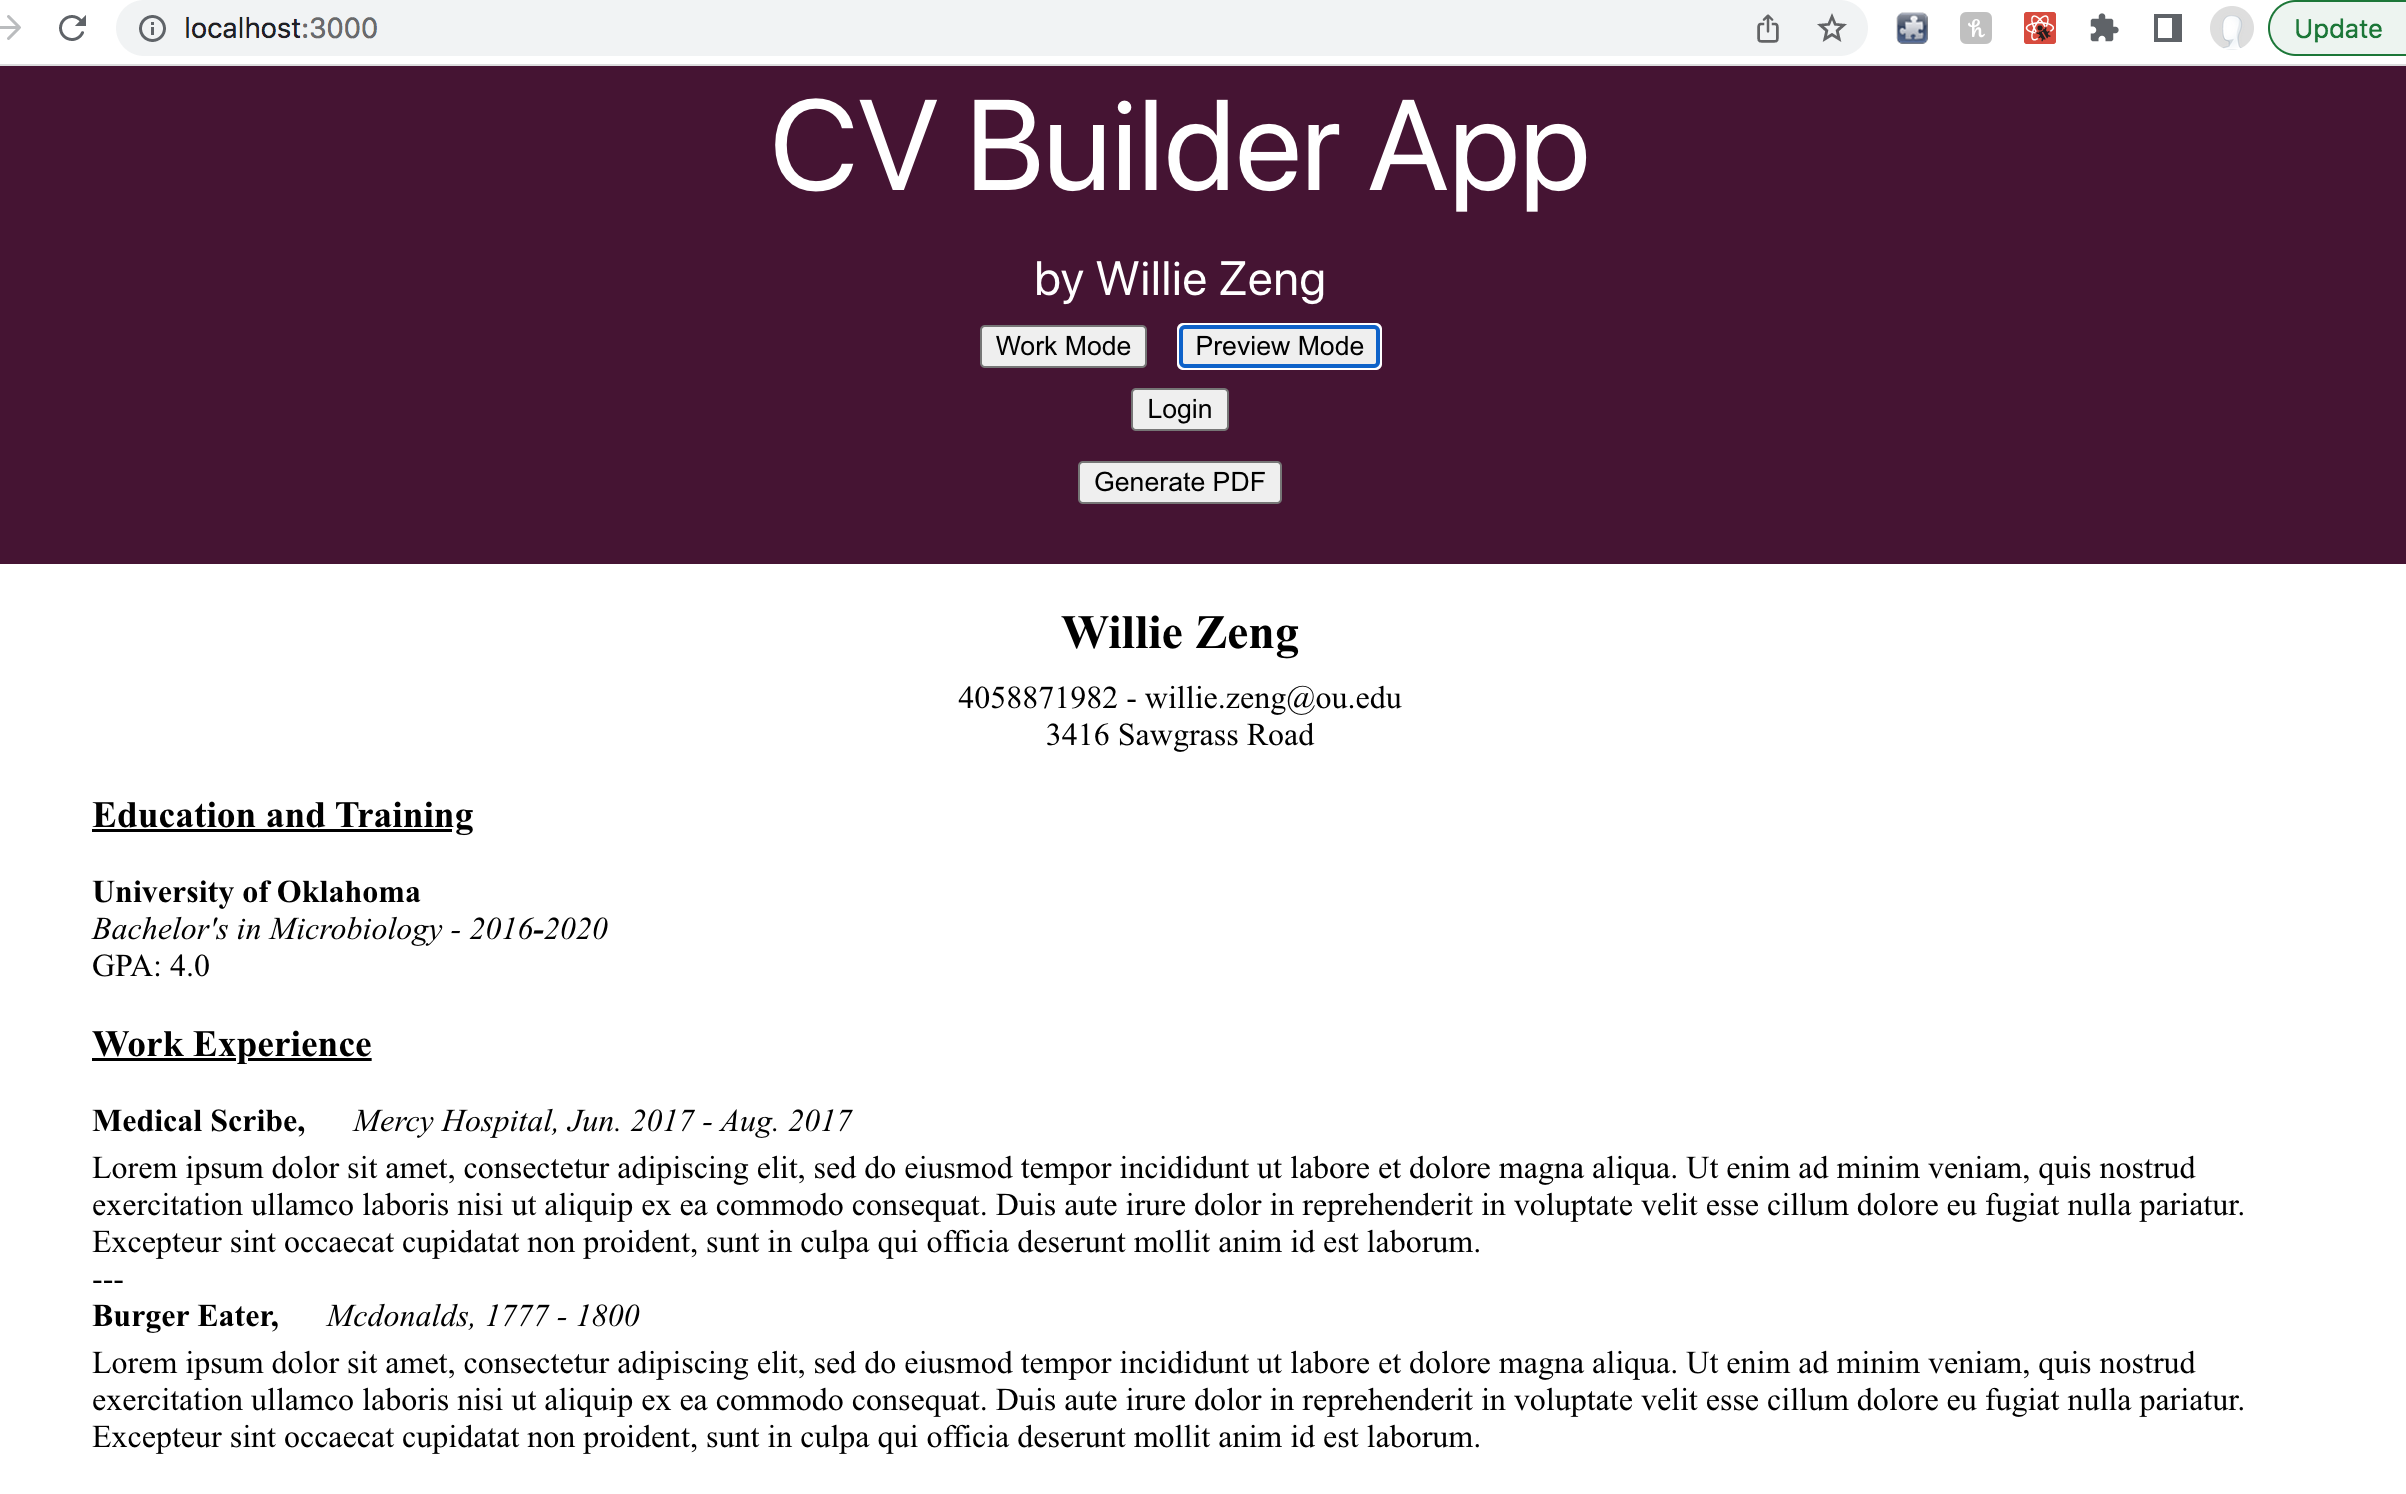 localhost:3000
Update
CV Builder App
by Willie Zeng
Work Mode Preview Mode
Login
Generate PDF
Willie Zeng
4058871982 - willie.zeng@ou.edu
3416 Sawgrass Road
Education and Training
University of Oklahoma
Bachelor's in Microbiology - 2016-2020
GPA: 4.0
Work Experience
Medical Scribe, Mercy Hospital, Jun. 2017 - Aug. 2017
Lorem ipsum dolor sit amet, consectetur adipiscing elit, sed do eiusmod tempor incididunt ut labore et dolore magna aliqua. Ut enim ad minim veniam, quis nostrud
exercitation ullamco laboris nisi ut aliquip ex ea commodo consequat. Duis aute irure dolor in reprehenderit in voluptate velit esse cillum dolore eu fugiat nulla pariatur.
Excepteur sint occaecat cupidatat non proident, sunt in culpa qui officia deserunt mollit anim id est laborum.
---
Burger Eater, Mcdonalds, 1777 - 1800
Lorem ipsum dolor sit amet, consectetur adipiscing elit, sed do eiusmod tempor incididunt ut labore et dolore magna aliqua. Ut enim ad minim veniam, quis nostrud
exercitation ullamco laboris nisi ut aliquip ex ea commodo consequat. Duis aute irure dolor in reprehenderit in voluptate velit esse cillum dolore eu fugiat nulla pariatur.
Excepteur sint occaecat cupidatat non proident, sunt in culpa qui officia deserunt mollit anim id est laborum.